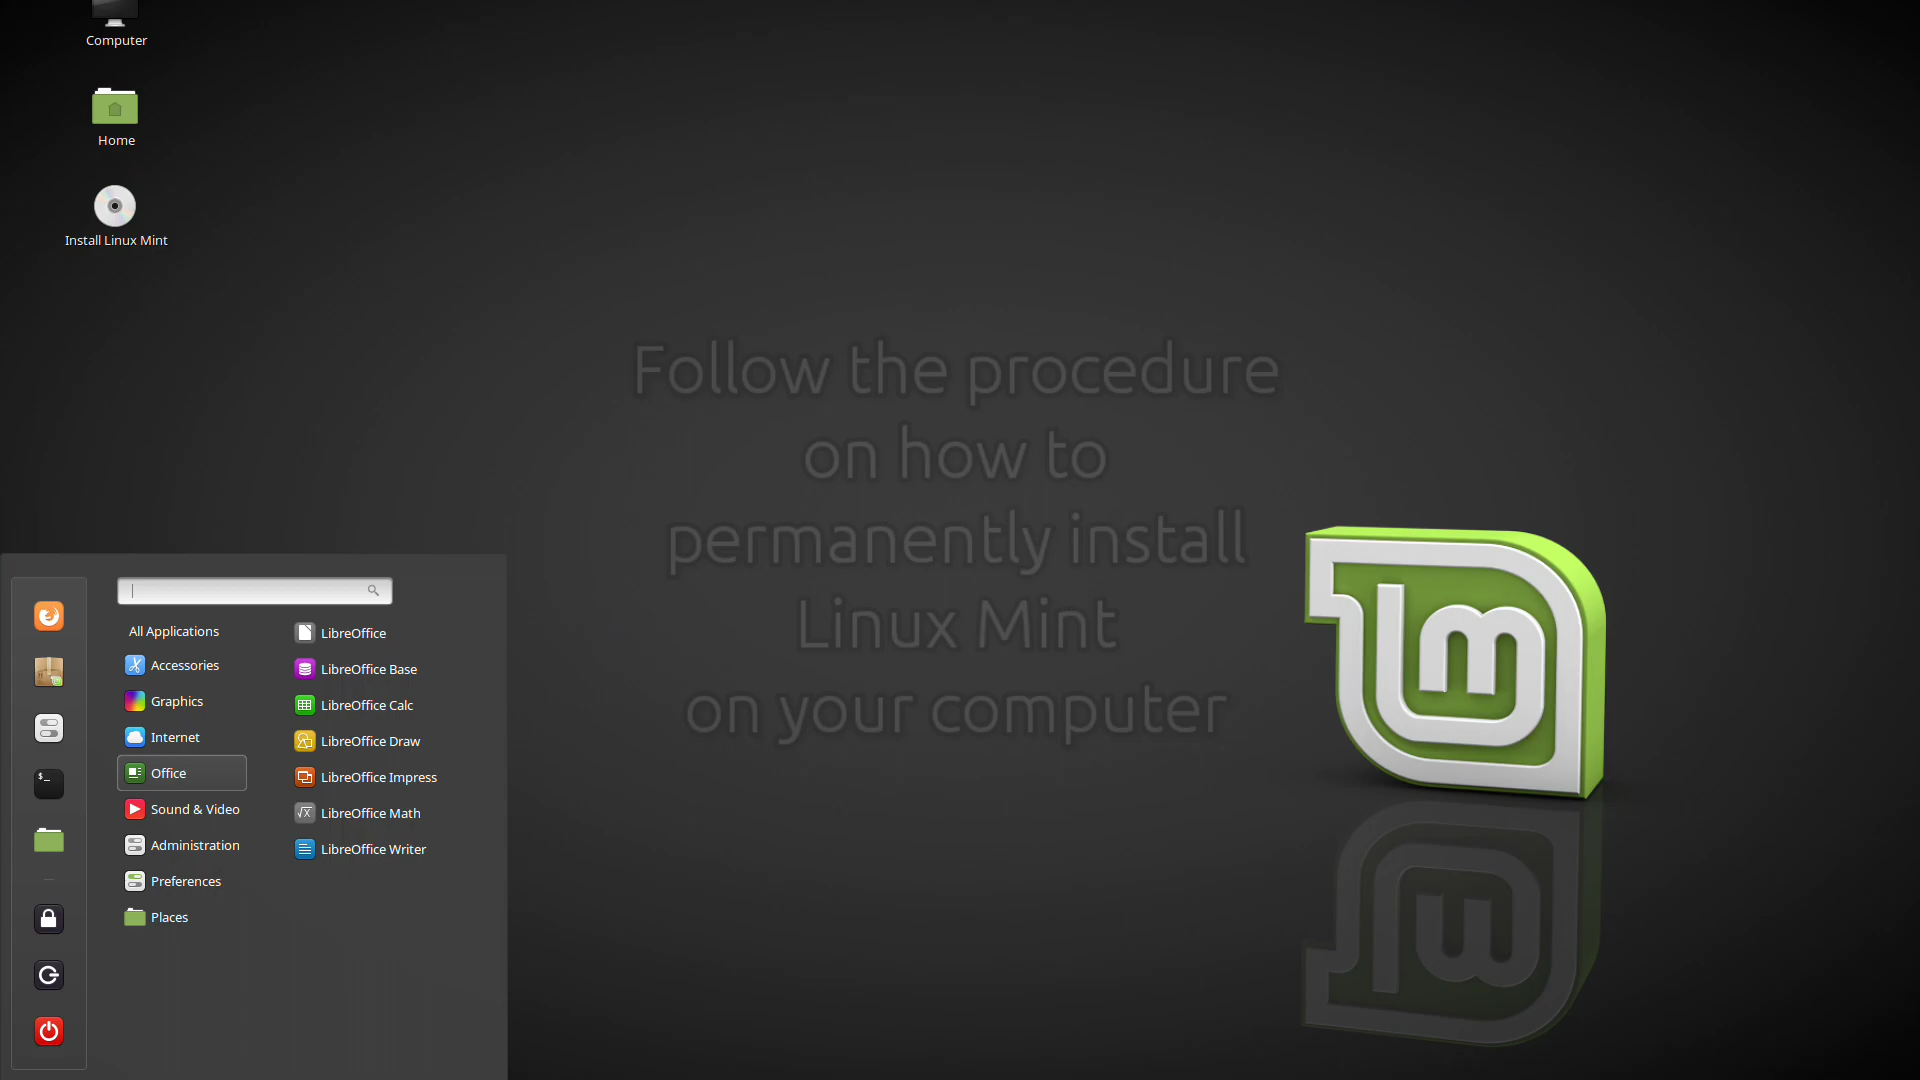 Computer
Home
Install Linux Mint
Follow the procedure
on how to
permanently install
Linux Mint
on your computer
All Applications
Accessories
Graphics
Internet
Office
Sound & Video
Administration
Preferences
Places
LibreOffice
LibreOffice Base
LibreOffice Calc
LibreOffice Draw
LibreOffice Impress
LibreOffice Math
LibreOffice Writer